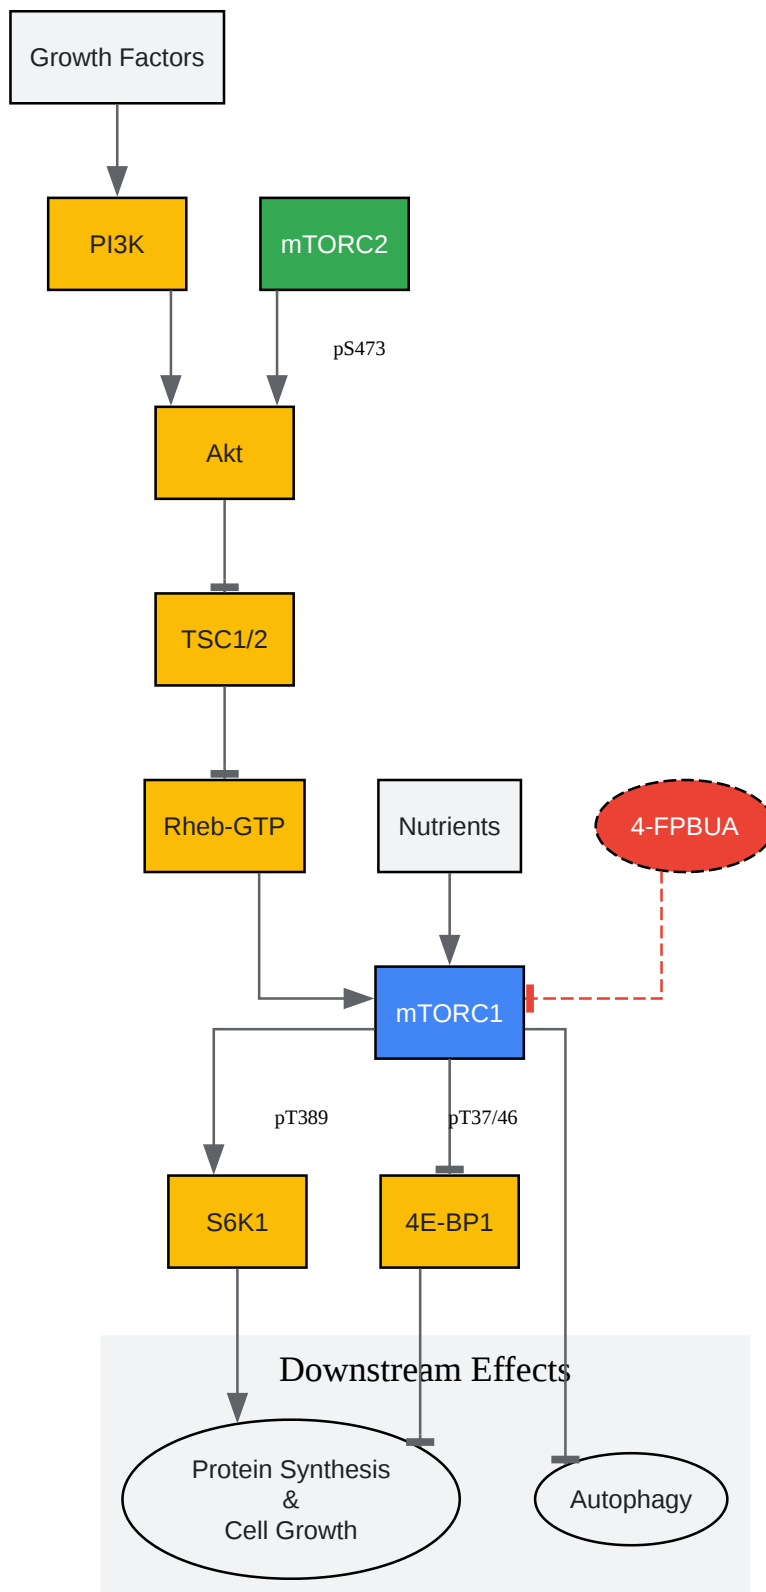 Growth Factors
PI3K
mTORC2
pS473
Akt
TSC1/2
Rheb-GTP
Nutrients
4-FPBUA
mTORC1
pT389
pT37/46
S6K1
4E-BP1
Downstream Effects
Protein Synthesis
&
Cell Growth
Autophagy